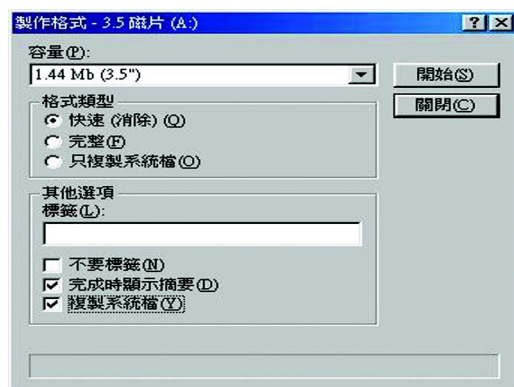 製作格式 - 3.5 磁片 (A:)
容量(P):
1.44 Mb (3.5")
開始(S)
關閉(C)
格式類型
快速 (消除) (Q)
完整(F)
只複製系統檔(O)
其他選項
標籤(L):
不要標籤(N)
完成時顯示摘要(D)
複製系統檔(Y)